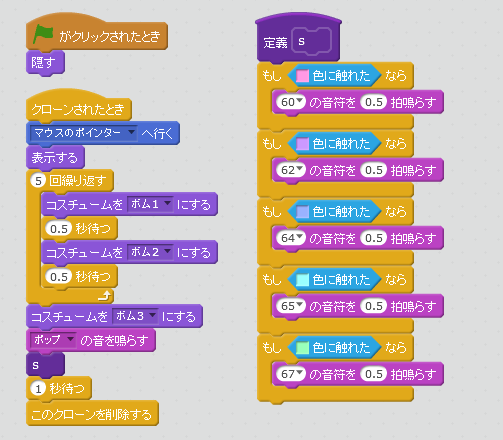 がクリックされたとき
隠す
クローンされたとき
マウスのポインター へ行く
表示する
5 回繰り返す
コスチュームを ボム1 にする
0.5 秒待つ
コスチュームを ボム2 にする
0.5 秒待つ
コスチュームを ボム3 にする
ポップ の音を鳴らす
s
1 秒待つ
このクローンを削除する
定義 s
もし 色に触れた なら
60 の音符を 0.5 拍鳴らす
もし 色に触れた なら
62 の音符を 0.5 拍鳴らす
もし 色に触れた なら
64 の音符を 0.5 拍鳴らす
もし 色に触れた なら
65 の音符を 0.5 拍鳴らす
もし 色に触れた なら
67 の音符を 0.5 拍鳴らす